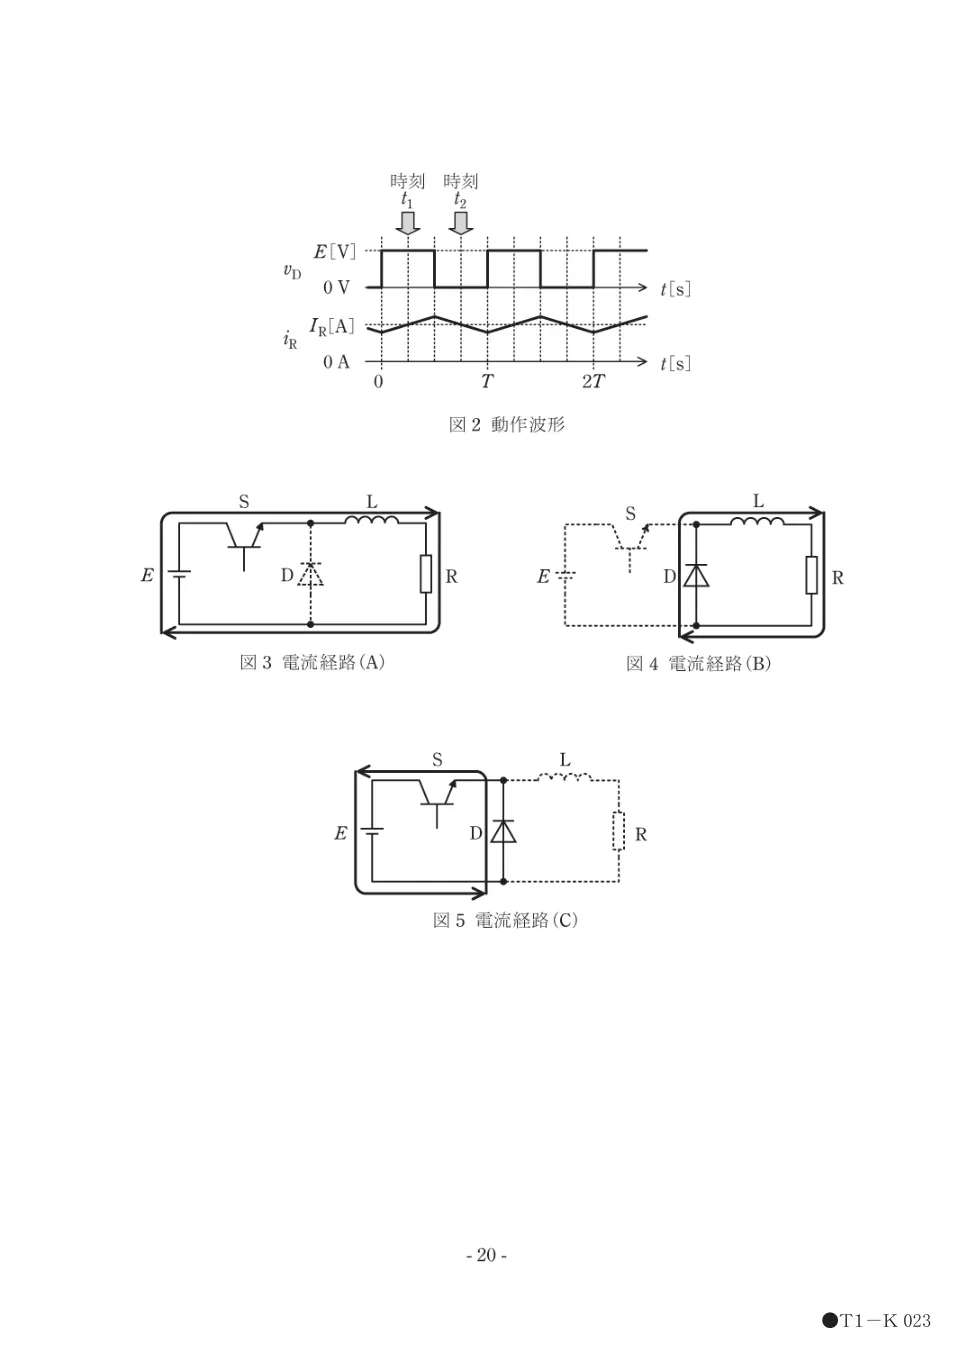 時刻 時刻
t1 t2
E[V]
vD
0 V
t[s]
IR[A]
iR
0 A
t[s]
0 T 2T
図 2 動作波形
S L
E D R
図 3 電流経路(A)
S L
E D R
図 4 電流経路(B)
S L
E D R
図 5 電流経路(C)
- 20 -
●T1－K 023